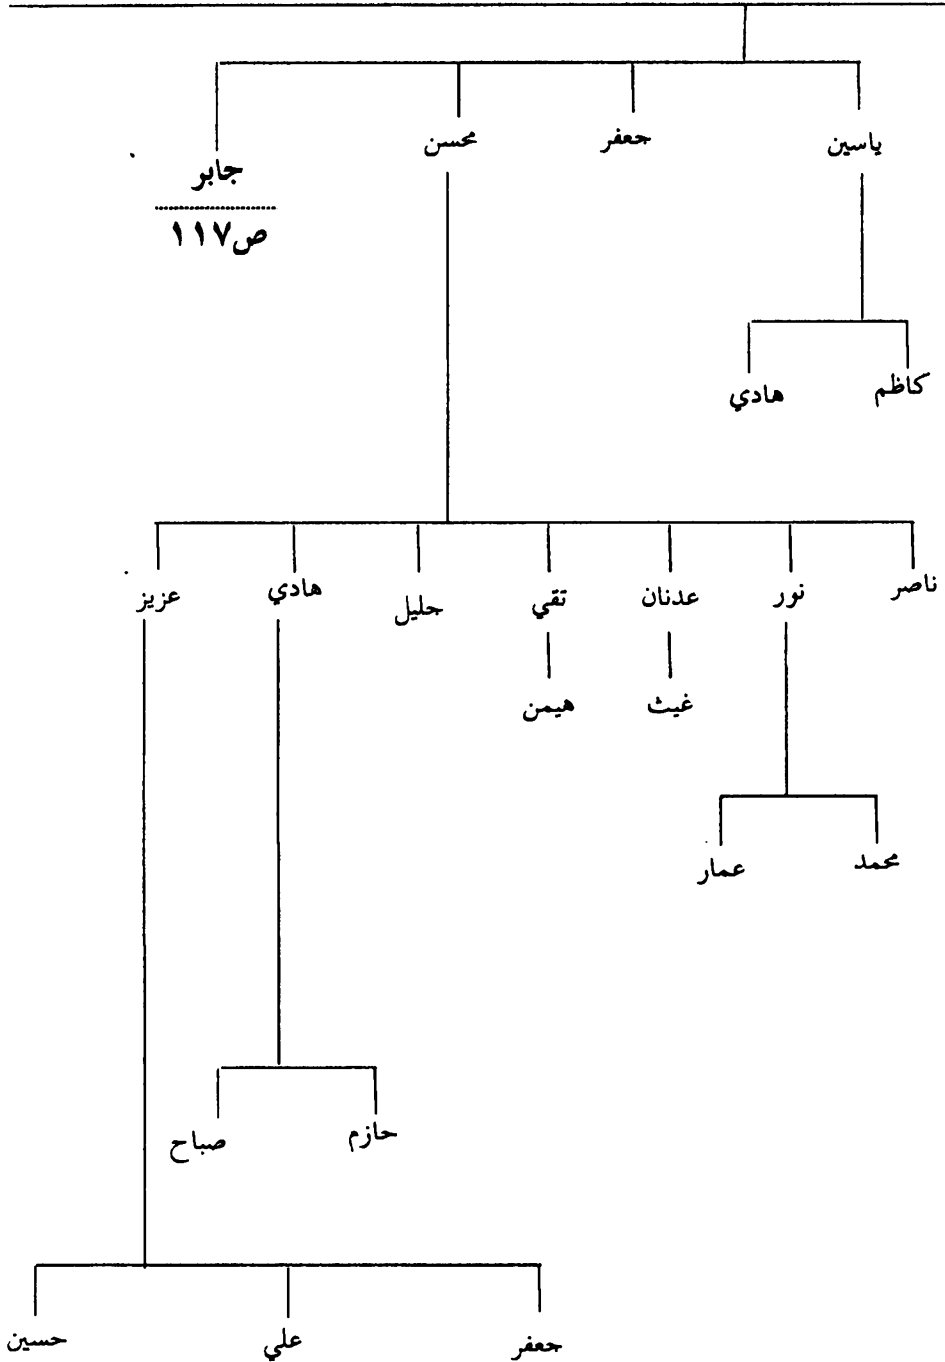 ياسين
جعفر
محسن
جابر
ص١١٧
كاظم
هادي
ناصر
نور
عدنان
تقي
جليل
هادي
عزيز
غيث
هيمن
محمد
عمار
حازم
صباح
جعفر
علي
حسين